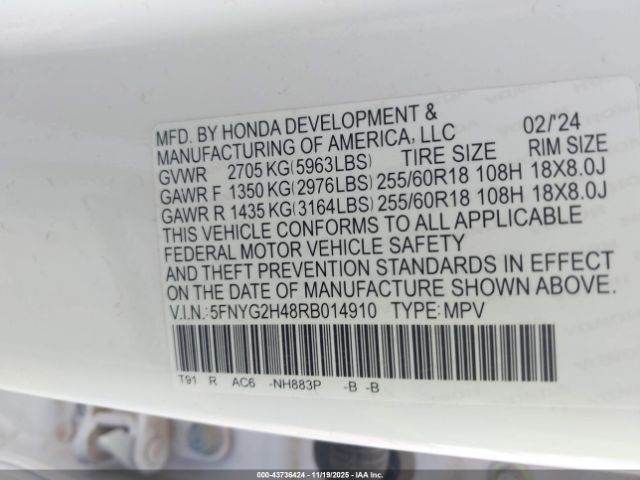 MFD. BY HONDA DEVELOPMENT &
MANUFACTURING OF AMERICA, LLC 02/'24
GVWR 2705 KG(5963LBS) TIRE SIZE RIM SIZE
GAWR F 1350 KG(2976LBS) 255/60R18 108H 18X8.0J
GAWR R 1435 KG(3164LBS) 255/60R18 108H 18X8.0J
THIS VEHICLE CONFORMS TO ALL APPLICABLE
FEDERAL MOTOR VEHICLE SAFETY
AND THEFT PREVENTION STANDARDS IN EFFECT
ON THE DATE OF MANUFACTURE SHOWN ABOVE.
V.I.N.: 5FNYG2H48RB014910 TYPE: MPV
T91 R AC6 -NH883P -B -B
000-43736424 | 11/19/2025 | IAA Inc.